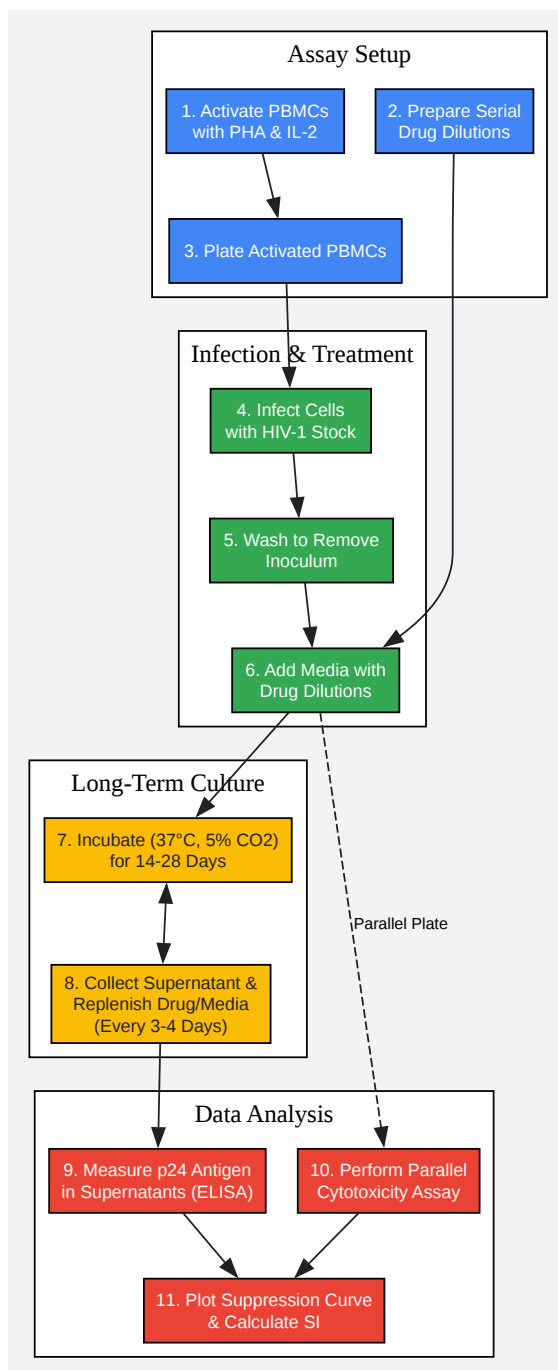 Assay Setup
1. Activate PBMCs
with PHA & IL-2
2. Prepare Serial
Drug Dilutions
3. Plate Activated PBMCs
Infection & Treatment
4. Infect Cells
with HIV-1 Stock
5. Wash to Remove
Inoculum
6. Add Media with
Drug Dilutions
Long-Term Culture
7. Incubate (37°C, 5% CO2)
for 14-28 Days
Parallel Plate
8. Collect Supernatant &
Replenish Drug/Media
(Every 3-4 Days)
Data Analysis
9. Measure p24 Antigen
in Supernatants (ELISA)
10. Perform Parallel
Cytotoxicity Assay
11. Plot Suppression Curve
& Calculate SI